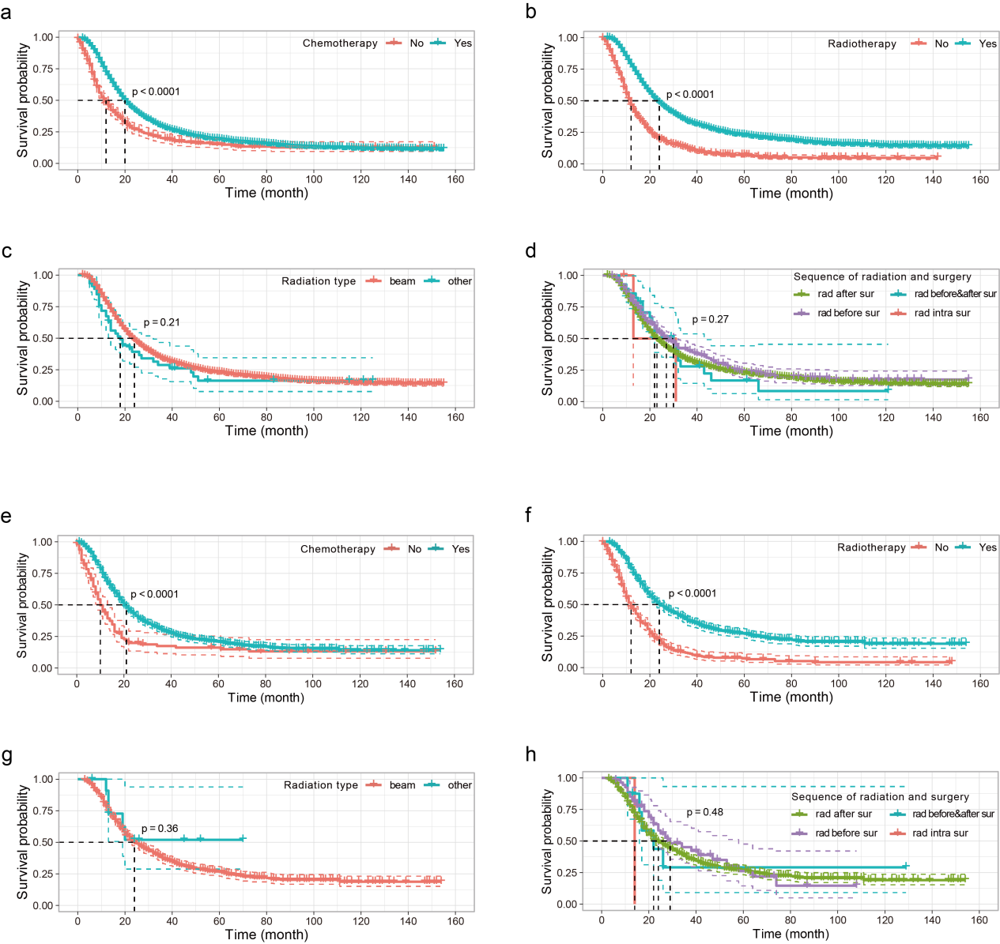 a
Chemotherapy No Yes
Survival probability
1.00
0.75
0.50
0.25
0.00
p < 0.0001
0 20 40 60 80 100 120 140 160
Time (month)
b
Radiotherapy No Yes
Survival probability
1.00
0.75
0.50
0.25
0.00
p < 0.0001
0 20 40 60 80 100 120 140 160
Time (month)
c
Radiation type beam other
Survival probability
1.00
0.75
0.50
0.25
0.00
p = 0.21
0 20 40 60 80 100 120 140 160
Time (month)
d
Sequence of radiation and surgery
rad after sur rad before&after sur
rad before sur rad intra sur
Survival probability
1.00
0.75
0.50
0.25
0.00
p = 0.27
0 20 40 60 80 100 120 140 160
Time (month)
e
Chemotherapy No Yes
Survival probability
1.00
0.75
0.50
0.25
0.00
p < 0.0001
0 20 40 60 80 100 120 140 160
Time (month)
f
Radiotherapy No Yes
Survival probability
1.00
0.75
0.50
0.25
0.00
p < 0.0001
0 20 40 60 80 100 120 140 160
Time (month)
g
Radiation type beam other
Survival probability
1.00
0.75
0.50
0.25
0.00
p = 0.36
0 20 40 60 80 100 120 140 160
Time (month)
h
Sequence of radiation and surgery
rad after sur rad before&after sur
rad before sur rad intra sur
Survival probability
1.00
0.75
0.50
0.25
0.00
p = 0.48
0 20 40 60 80 100 120 140 160
Time (month)